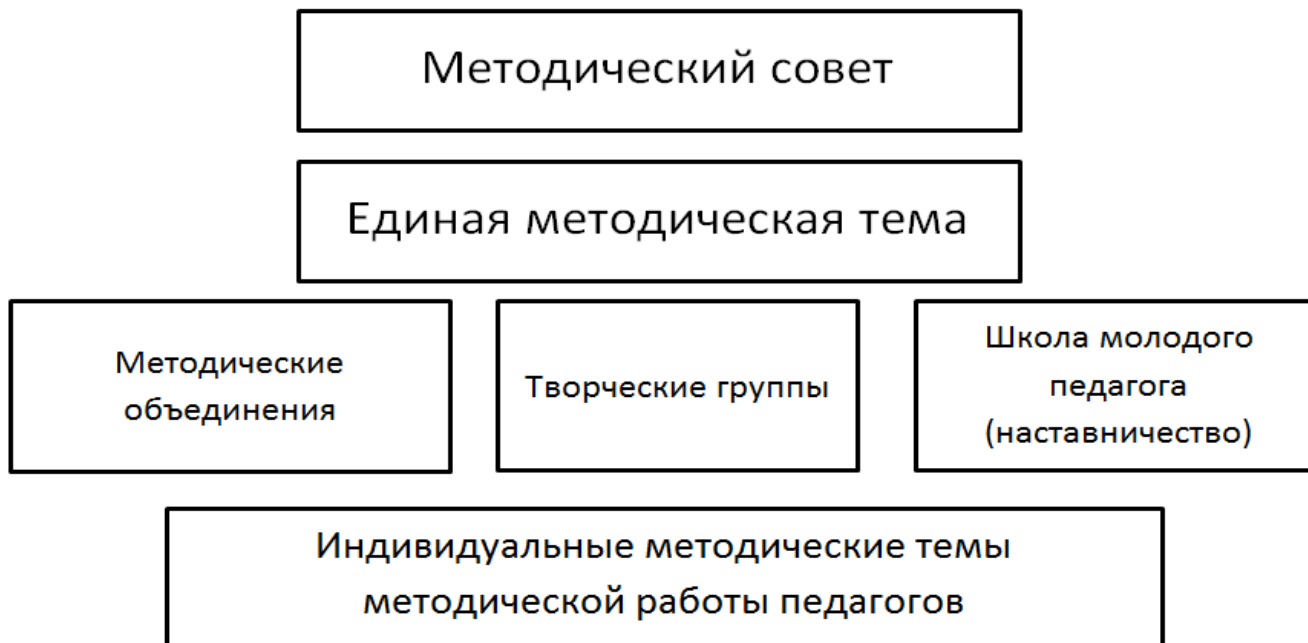 Методический совет
Единая методическая тема
Методические
объединения
Творческие группы
Школа молодого
педагога
(наставничество)
Индивидуальные методические темы
методической работы педагогов